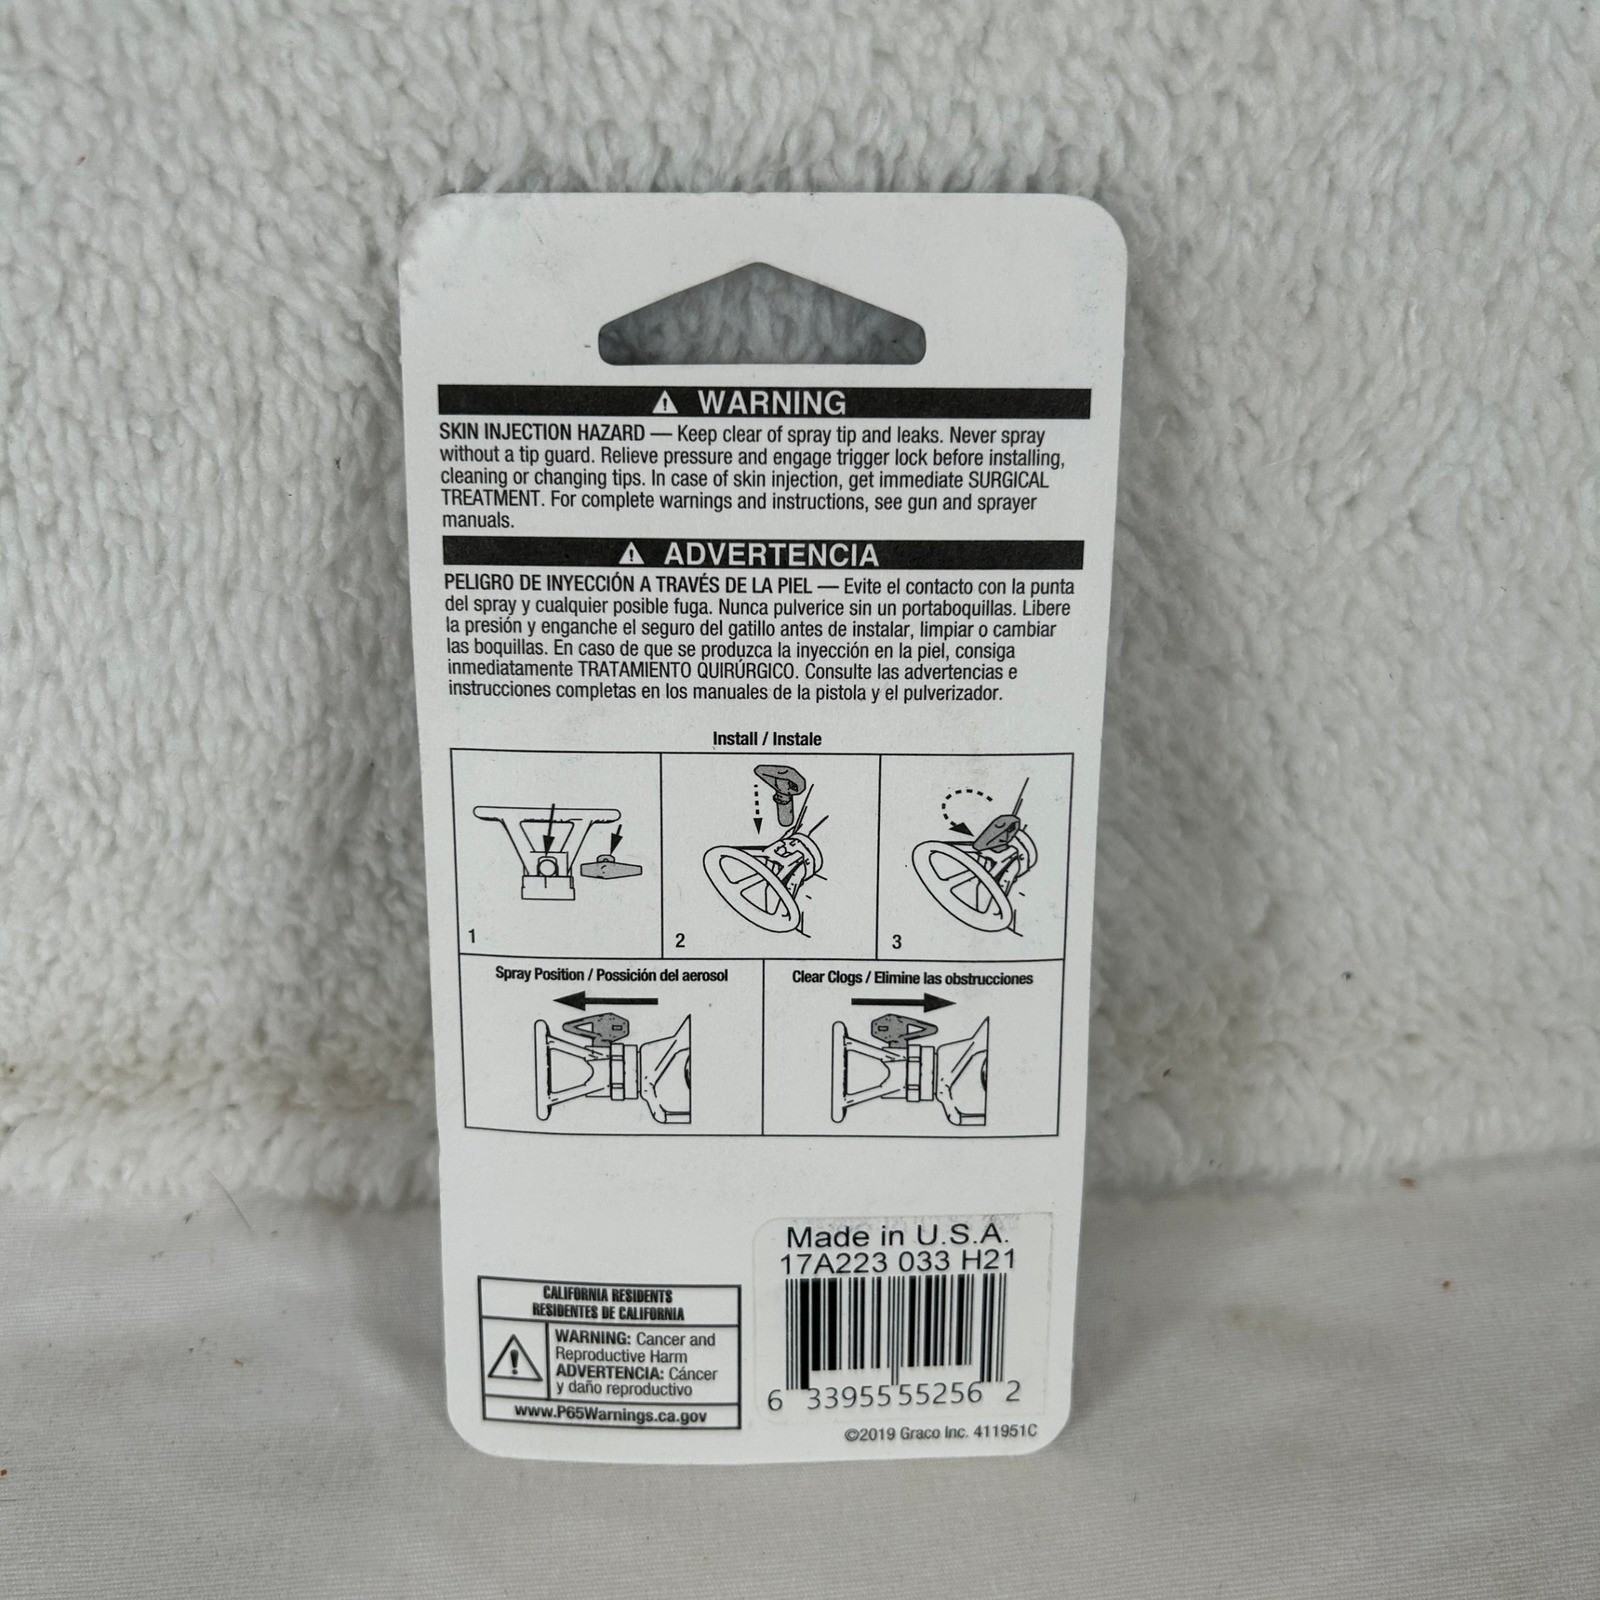 WARNING
SKIN INJECTION HAZARD — Keep clear of spray tip and leaks. Never spray
without a tip guard. Relieve pressure and engage trigger lock before installing,
cleaning or changing tips. In case of skin injection, get immediate SURGICAL
TREATMENT. For complete warnings and instructions, see gun and sprayer
manuals.
ADVERTENCIA
PELIGRO DE INYECCIÓN A TRAVÉS DE LA PIEL — Evite el contacto con la punta
del spray y cualquier posible fuga. Nunca pulverice sin un portaboquillas. Libere
la presión y enganche el seguro del gatillo antes de instalar, limpiar o cambiar
las boquillas. En caso de que se produzca la inyección en la piel, consiga
inmediatamente TRATAMIENTO QUIRÚRGICO. Consulte las advertencias e
instrucciones completas en los manuales de la pistola y el pulverizador.
Install / Instale
1
2
3
Spray Position / Possición del aerosol
Clear Clogs / Elimine las obstrucciones
CALIFORNIA RESIDENTS
RESIDENTES DE CALIFORNIA
WARNING: Cancer and
Reproductive Harm
ADVERTENCIA: Cáncer
y daño reproductivo
www.P65Warnings.ca.gov
Made in U.S.A.
17A223 033 H21
6 33955 55256 2
©2019 Graco Inc. 411951C